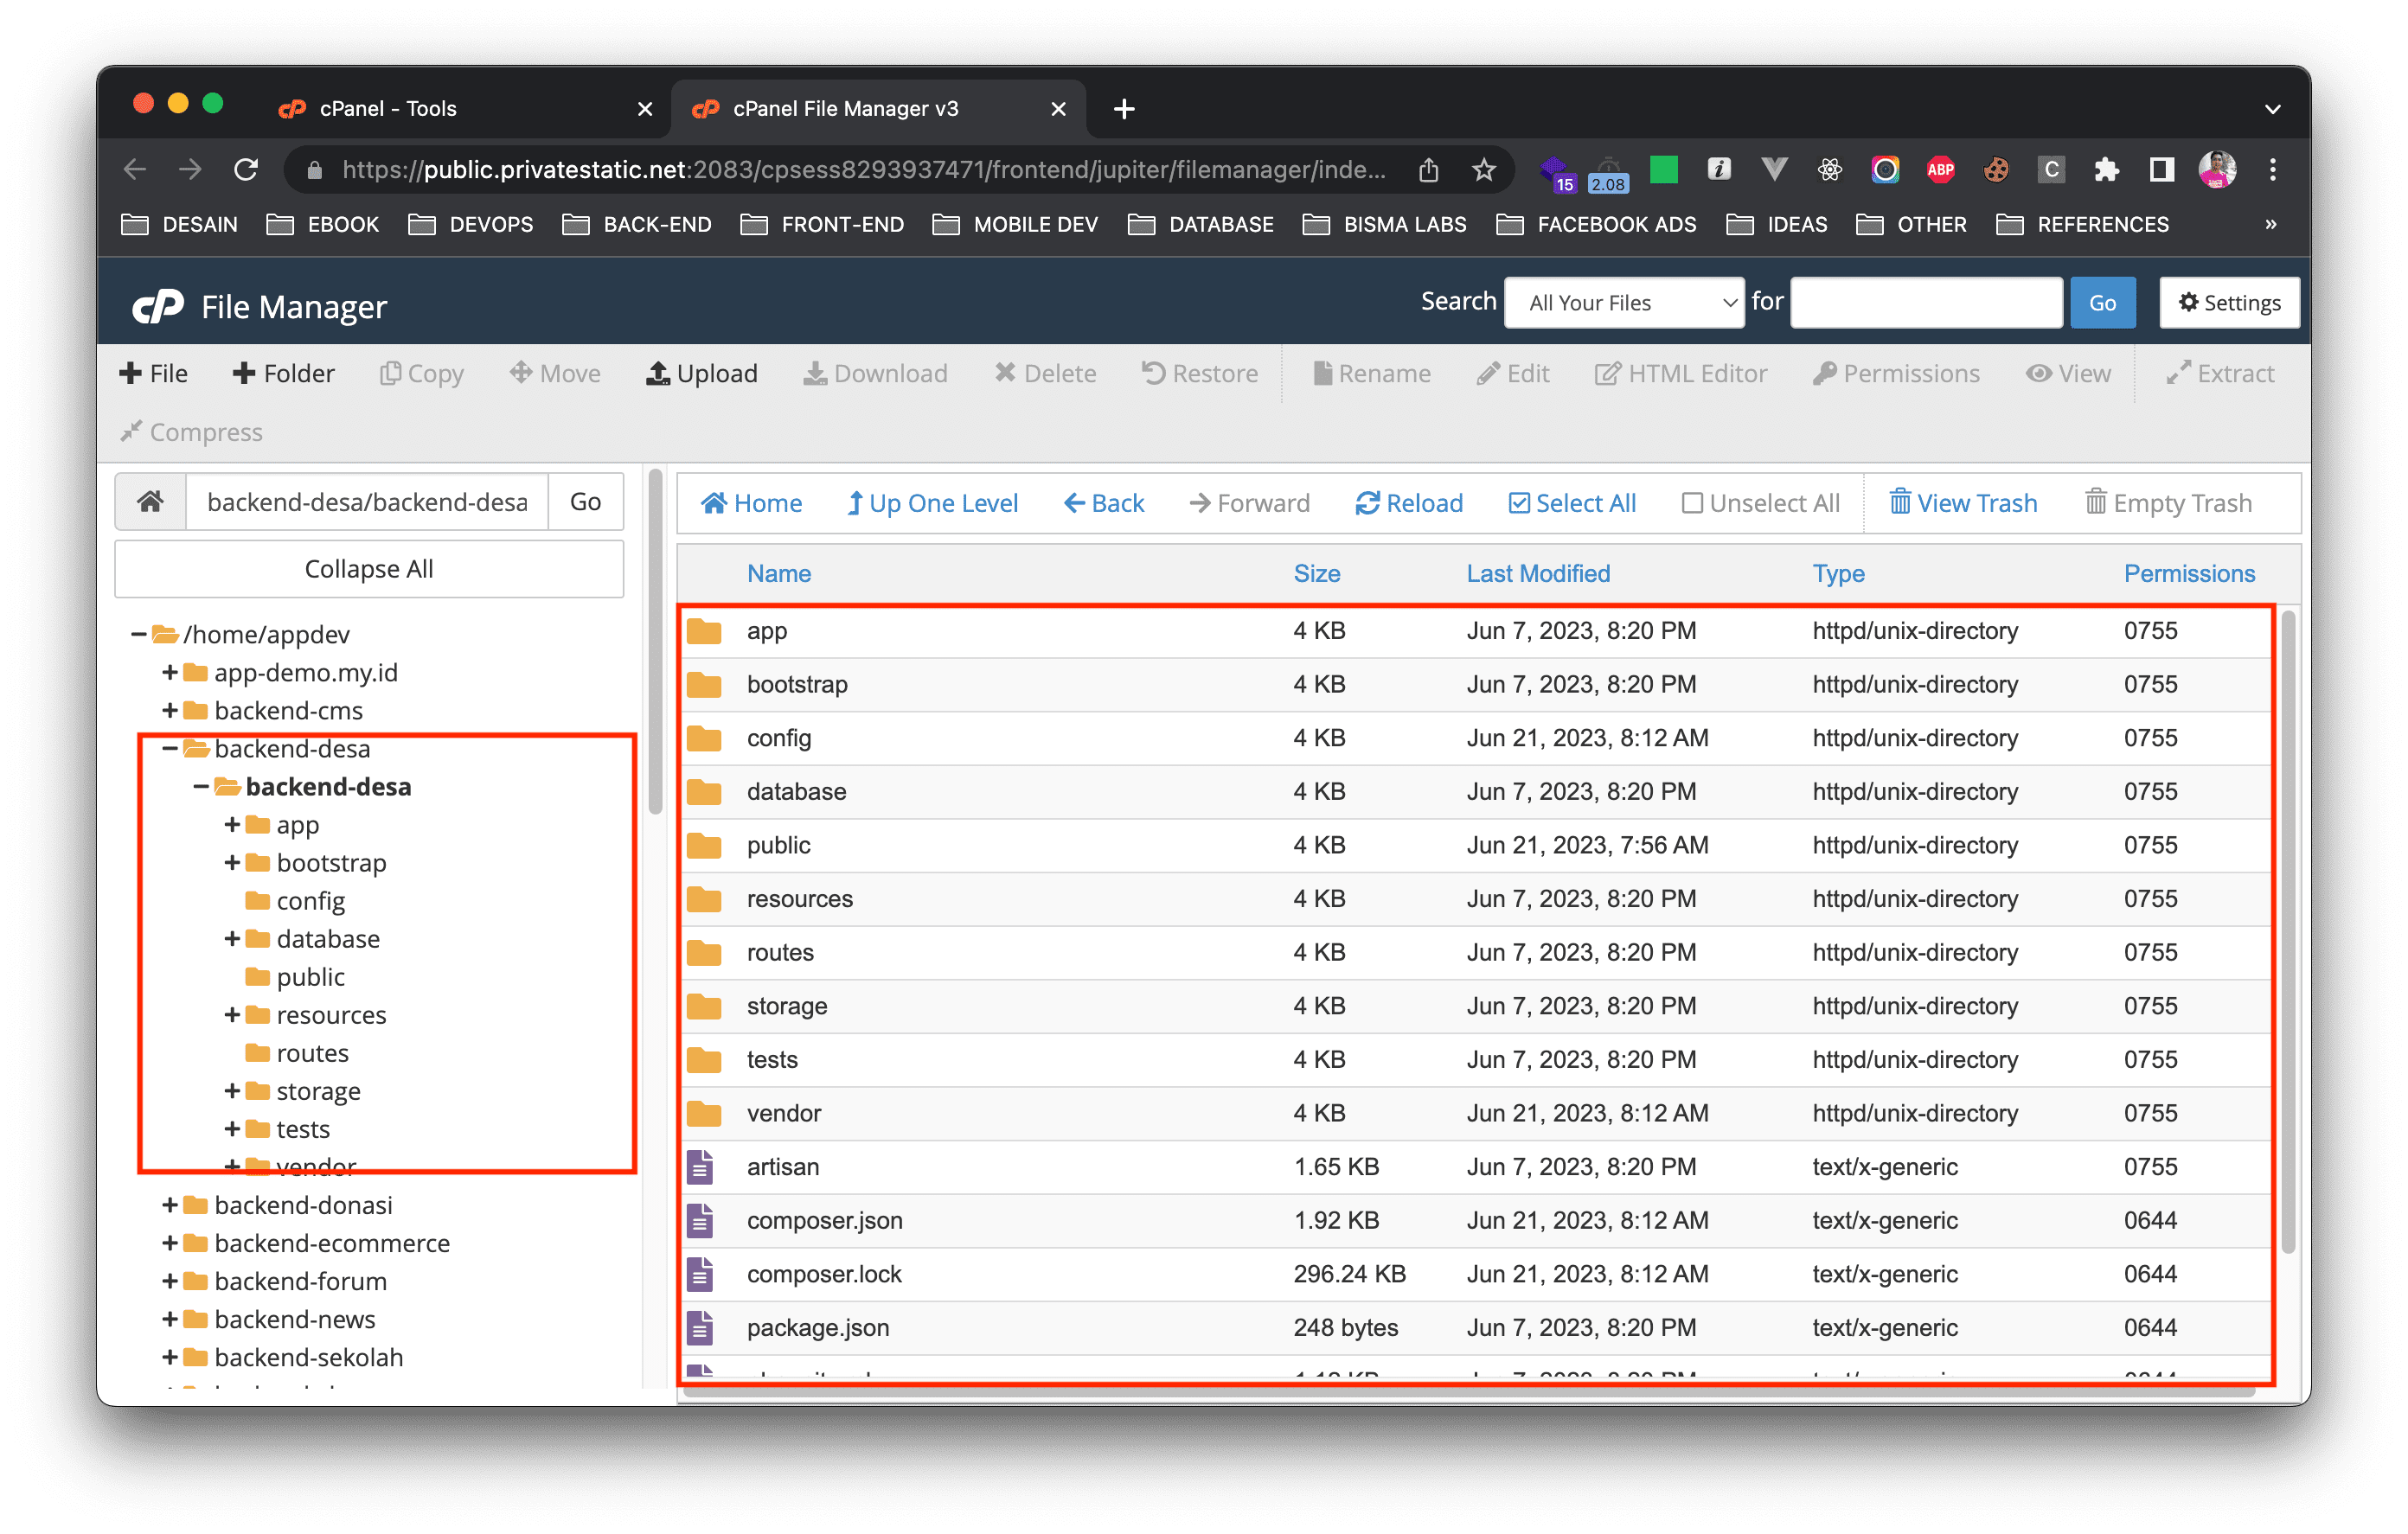 cPanel - Tools
cPanel File Manager v3
https://public.privatestatic.net:2083/cpsess8293937471/frontend/jupiter/filemanager/inde...
15
2.08
ABP
C
DESAIN EBOOK DEVOPS BACK-END FRONT-END MOBILE DEV DATABASE BISMA LABS FACEBOOK ADS IDEAS OTHER REFERENCES »
cP File Manager
Search All Your Files for Go Settings
File Folder Copy Move Upload Download Delete Restore Rename Edit HTML Editor Permissions View Extract
Compress
backend-desa/backend-desa Go
Collapse All
/home/appdev
app-demo.my.id
backend-cms
backend-desa
backend-desa
app
bootstrap
config
database
public
resources
routes
storage
tests
vendor
backend-donasi
backend-ecommerce
backend-forum
backend-news
backend-sekolah
Home Up One Level Back Forward Reload Select All Unselect All View Trash Empty Trash
Name Size Last Modified Type Permissions
app 4 KB Jun 7, 2023, 8:20 PM httpd/unix-directory 0755
bootstrap 4 KB Jun 7, 2023, 8:20 PM httpd/unix-directory 0755
config 4 KB Jun 21, 2023, 8:12 AM httpd/unix-directory 0755
database 4 KB Jun 7, 2023, 8:20 PM httpd/unix-directory 0755
public 4 KB Jun 21, 2023, 7:56 AM httpd/unix-directory 0755
resources 4 KB Jun 7, 2023, 8:20 PM httpd/unix-directory 0755
routes 4 KB Jun 7, 2023, 8:20 PM httpd/unix-directory 0755
storage 4 KB Jun 7, 2023, 8:20 PM httpd/unix-directory 0755
tests 4 KB Jun 7, 2023, 8:20 PM httpd/unix-directory 0755
vendor 4 KB Jun 21, 2023, 8:12 AM httpd/unix-directory 0755
artisan 1.65 KB Jun 7, 2023, 8:20 PM text/x-generic 0755
composer.json 1.92 KB Jun 21, 2023, 8:12 AM text/x-generic 0644
composer.lock 296.24 KB Jun 21, 2023, 8:12 AM text/x-generic 0644
package.json 248 bytes Jun 7, 2023, 8:20 PM text/x-generic 0644